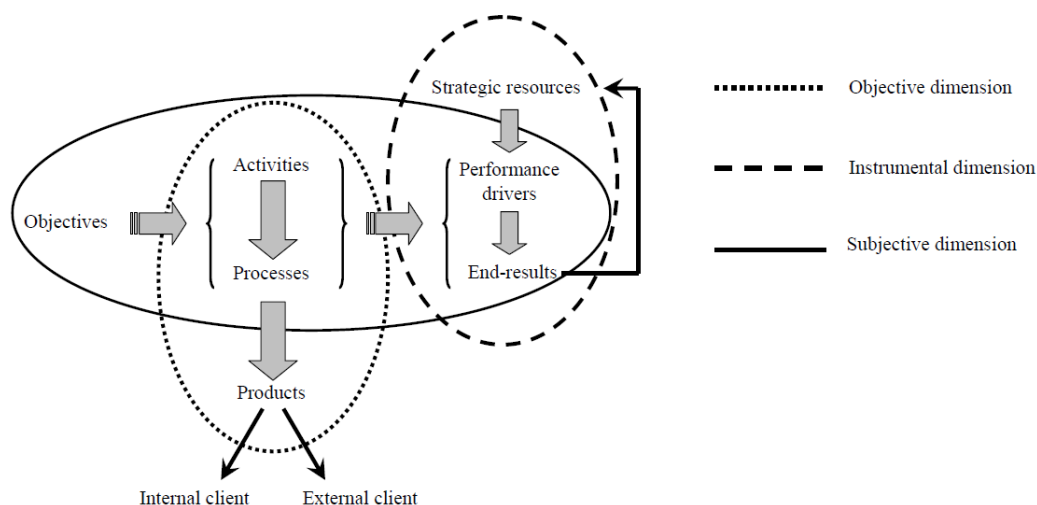 Strategic resources
Objective dimension
Activities
Performance
drivers
Instrumental dimension
Objectives
Subjective dimension
Processes
End-results
Products
Internal client
External client